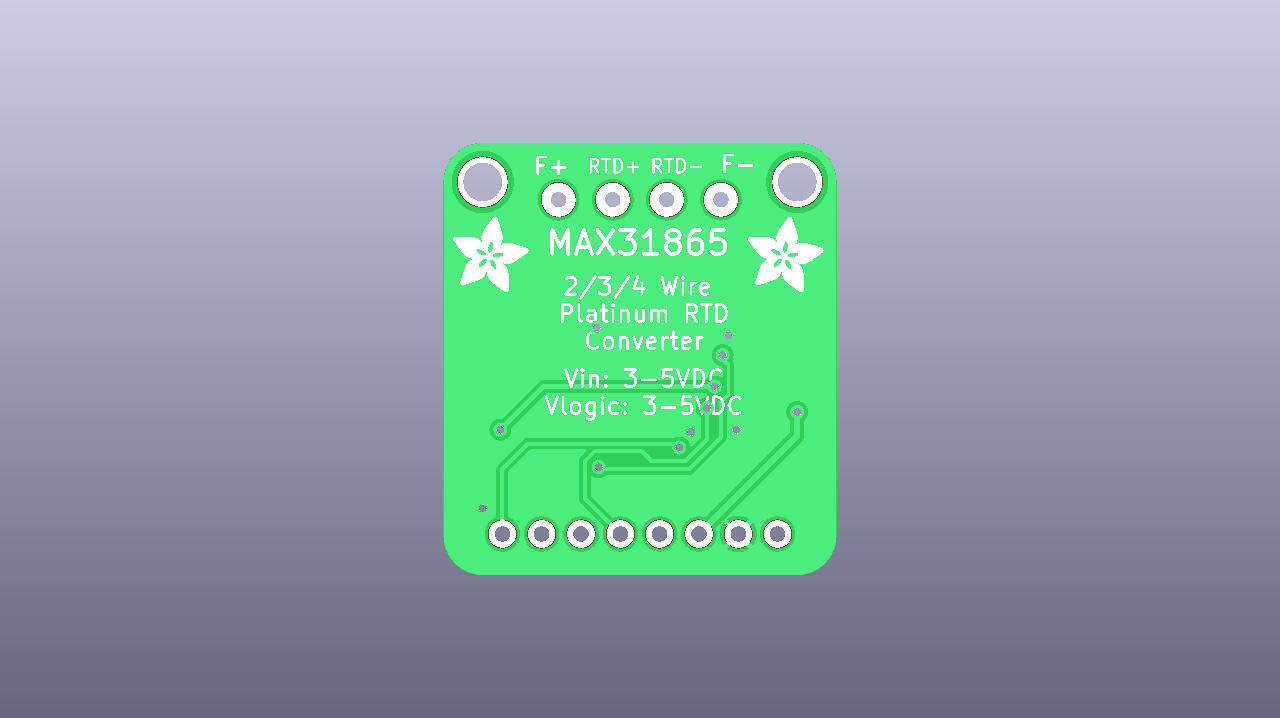 F+ RTD+ RTD- F-
MAX31865
2/3/4 Wire
Platinum RTD
Converter
Vin: 3-5VDC
Vlogic: 3-5VDC